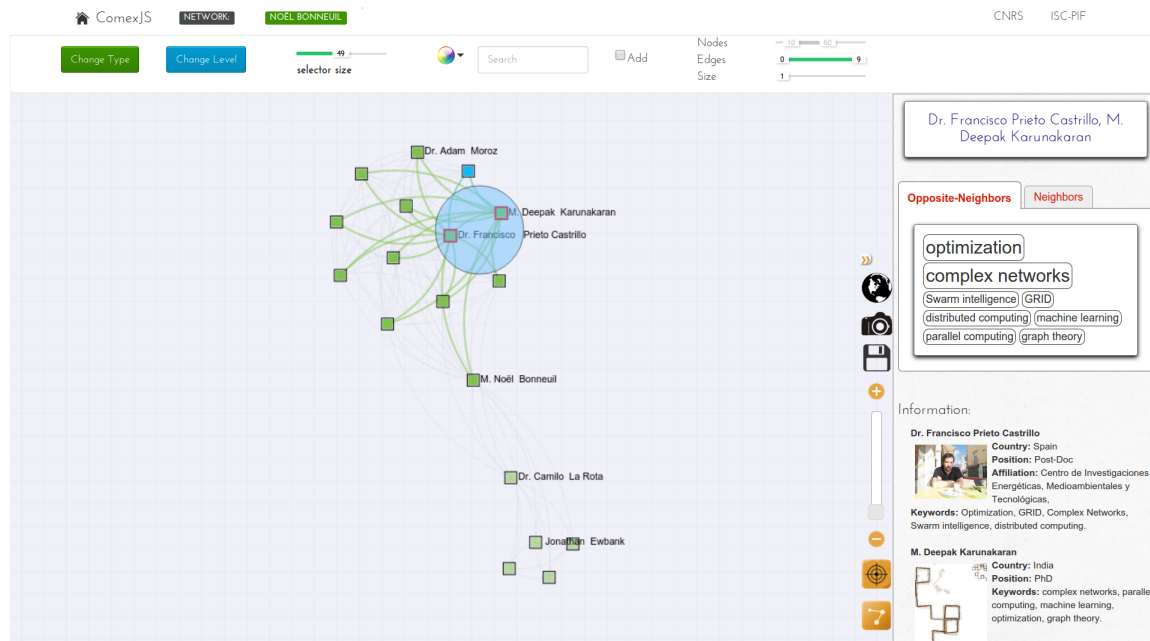 ComexJS
NETWORK:
NOËL BONNEUIL
CNRS
ISC-PIF
Change Type
Change Level
49
selector size
Search
Add
Nodes
10
60
Edges
0
9
Size
1
Dr. Adam Moroz
M. Deepak Karunakaran
Dr. Francisco Prieto Castrillo
M. Noël Bonneuil
Dr. Camilo La Rota
Jonathan Ewbank
Dr. Francisco Prieto Castrillo, M.
Deepak Karunakaran
Opposite-Neighbors
Neighbors
optimization
complex networks
Swarm intelligence
GRID
distributed computing
machine learning
parallel computing
graph theory
Information:
Dr. Francisco Prieto Castrillo
Country: Spain
Position: Post-Doc
Affiliation: Centro de Investigaciones
Energéticas, Medioambientales y
Tecnológicas,
Keywords: Optimization, GRID, Complex Networks,
Swarm intelligence, distributed computing.
M. Deepak Karunakaran
Country: India
Position: PhD
Keywords: complex networks, paralle
computing, machine learning,
optimization, graph theory.